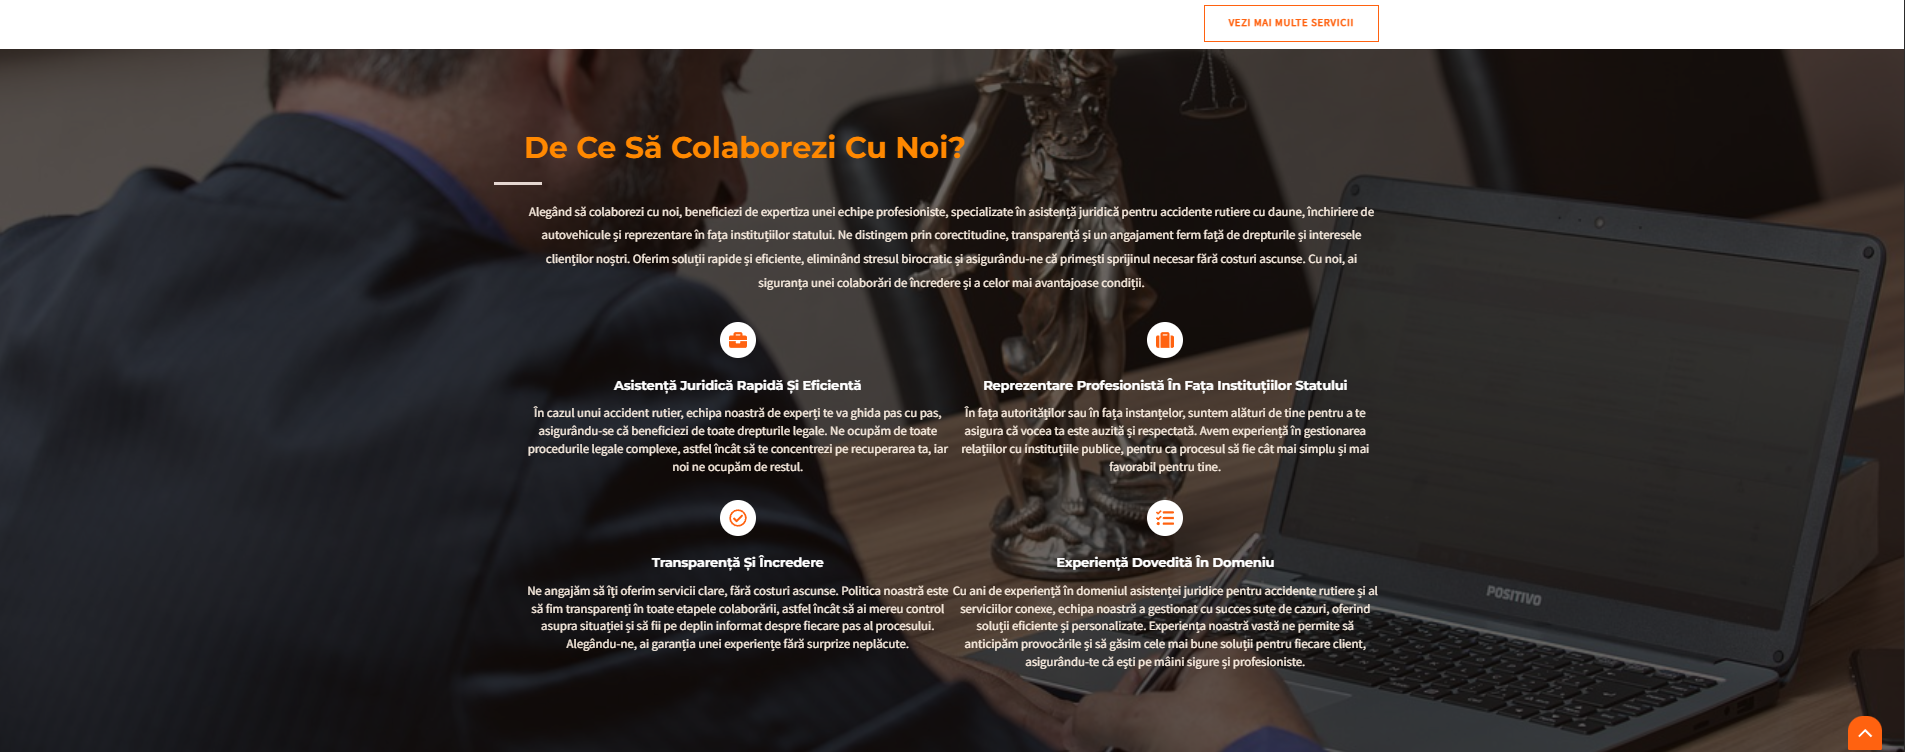 VEZI MAI MULTE SERVICII
De Ce Să Colaborezi Cu Noi?
Alegând să colaborezi cu noi, beneficiezi de expertiza unei echipe profesioniste, specializate în asistență juridică pentru accidente rutiere cu daune, închiriere de
autovehicule și reprezentare în fața instituțiilor statului. Ne distingem prin corectitudine, transparență și un angajament ferm față de drepturile și interesele
clienților noștri. Oferim soluții rapide și eficiente, eliminând stresul birocratic și asigurându-ne că primești sprijinul necesar fără costuri ascunse. Cu noi, ai
siguranța unei colaborări de încredere și a celor mai avantajoase condiții.
Asistență Juridică Rapidă Și Eficientă
În cazul unui accident rutier, echipa noastră de experți te va ghida pas cu pas,
asigurându-se că beneficiezi de toate drepturile legale. Ne ocupăm de toate
procedurile legale complexe, astfel încât să te concentrezi pe recuperarea ta, iar
noi ne ocupăm de restul.
Reprezentare Profesionistă În Fața Instituțiilor Statului
În fața autorităților sau în fața instanțelor, suntem alături de tine pentru a te
asigura că vocea ta este auzită și respectată. Avem experiență în gestionarea
relațiilor cu instituțiile publice, pentru ca procesul să fie cât mai simplu și mai
favorabil pentru tine.
Transparență Și Încredere
Ne angajăm să îți oferim servicii clare, fără costuri ascunse. Politica noastră este
să fim transparenți în toate etapele colaborării, astfel încât să ai mereu control
asupra situației și să fii pe deplin informat despre fiecare pas al procesului.
Alegându-ne, ai garanția unei experiențe fără surprize neplăcute.
Experiență Dovedită În Domeniu
Cu ani de experiență în domeniul asistenței juridice pentru accidente rutiere și al
serviciilor conexe, echipa noastră a gestionat cu succes sute de cazuri, oferind
soluții eficiente și personalizate. Experiența noastră vastă ne permite să
anticipăm provocările și să găsim cele mai bune soluții pentru fiecare client,
asigurându-te că ești pe mâini sigure și profesioniste.
POSITIVO